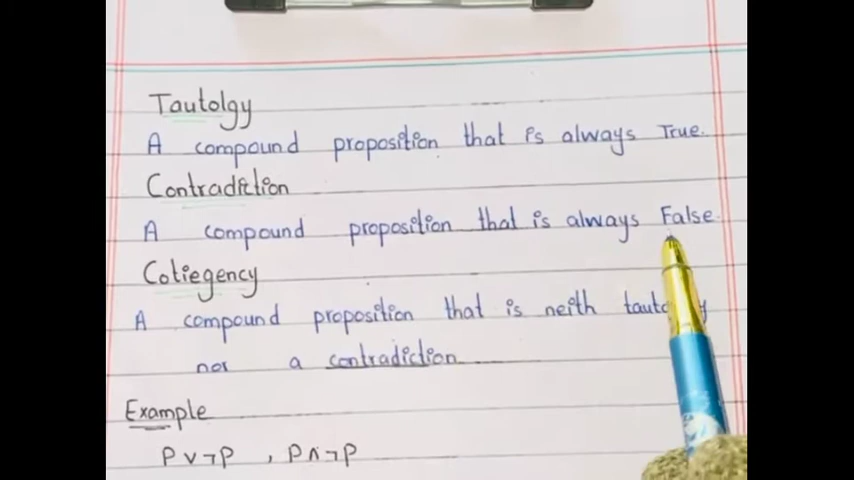 Tautolgy
A compound proposition that is always True.
Contradiction
A compound proposition that is always False.
Cotiegency
A compound proposition that is neith
nor a contradiction
Example
P ∨ ¬P , P ∧ ¬P